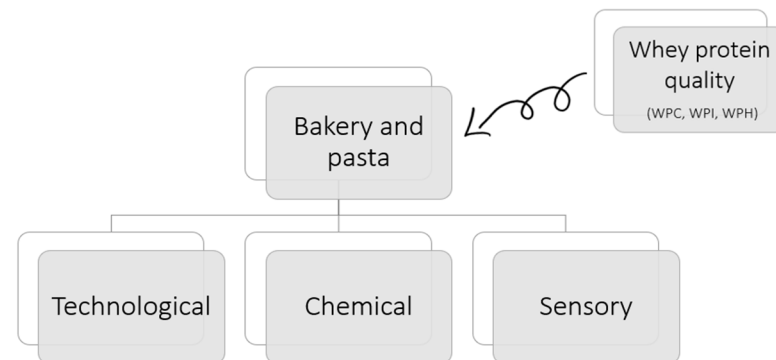 Whey protein
quality
(WPC, WPI, WPH)
Bakery and
pasta
Technological
Chemical
Sensory